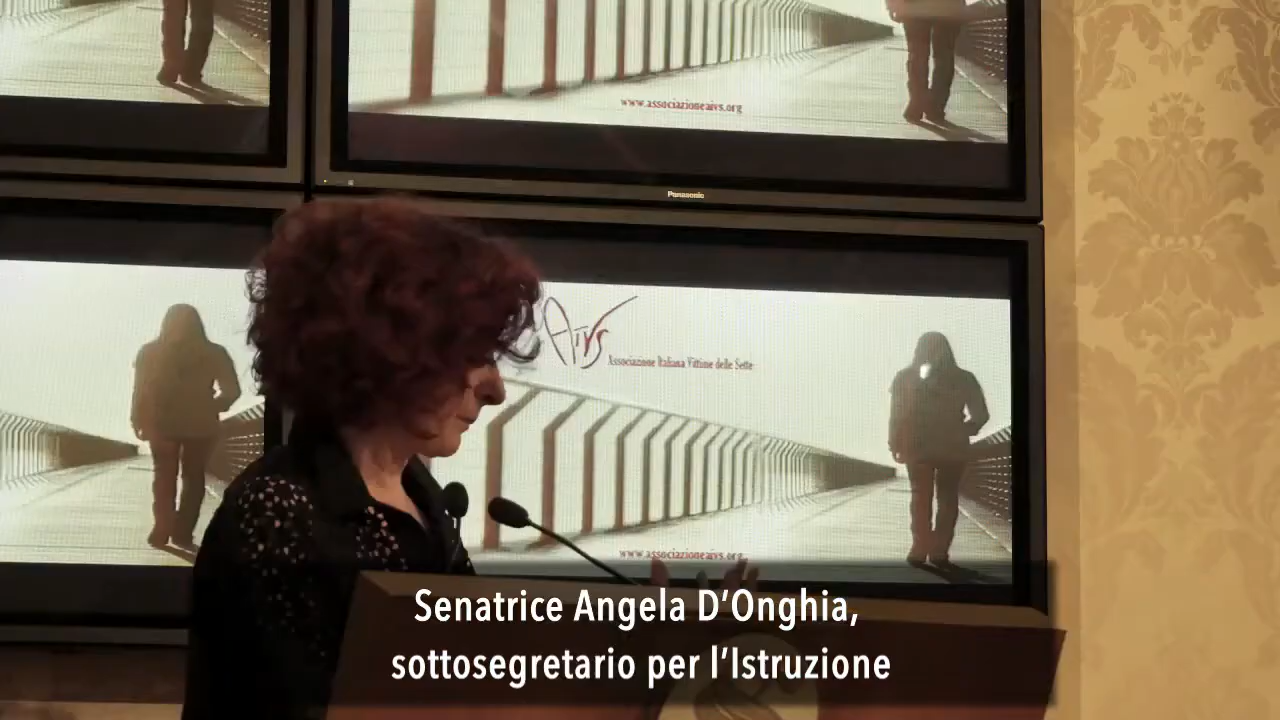 www.associazioneaivs.org
Panasonic
AIVS
Associazione Italiana Vittime delle Sette
www.associazioneaivs.org
Senatrice Angela D’Onghia,
sottosegretario per l’Istruzione